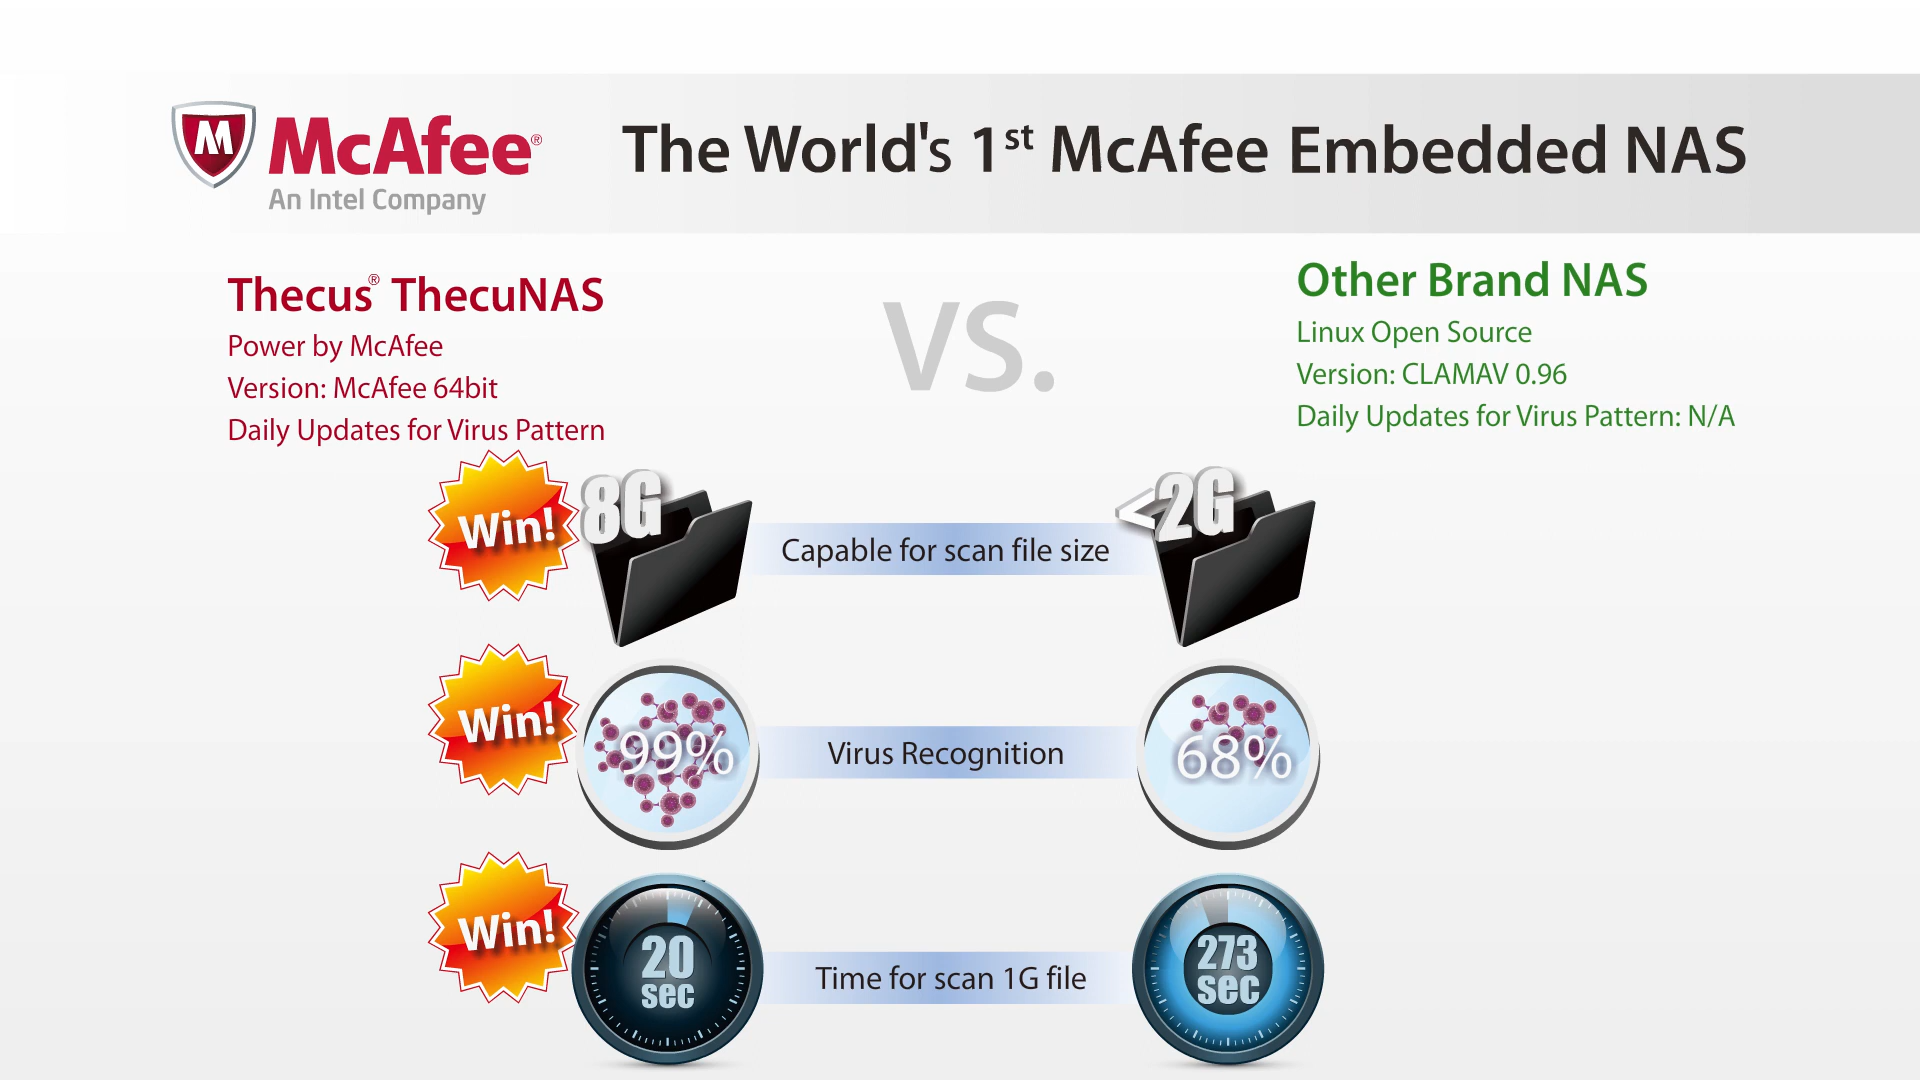 M
McAfee®
An Intel Company
The World's 1st McAfee Embedded NAS
Thecus® ThecuNAS
Power by McAfee
Version: McAfee 64bit
Daily Updates for Virus Pattern
VS.
Other Brand NAS
Linux Open Source
Version: CLAMAV 0.96
Daily Updates for Virus Pattern: N/A
Win!
8G
Capable for scan file size
<2G
Win!
99%
Virus Recognition
68%
Win!
20
sec
Time for scan 1G file
273
sec